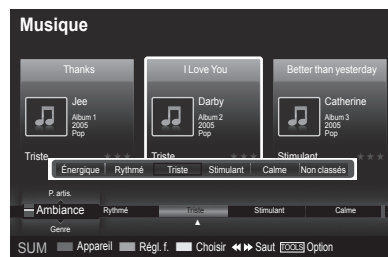 Musique
Thanks
I Love You
Better than yesterday
Jee
Album 1
2005
Pop
Darby
Album 2
2005
Pop
Catherine
Album 3
2005
Pop
Triste
Triste
Stimulant
Énergique Rythmé Triste Stimulant Calme Non classés
P. artis.
Ambiance Rythmé Triste Stimulant Calme
Genre
SUM Appareil Régl. f. Choisir Saut TOOLS Option